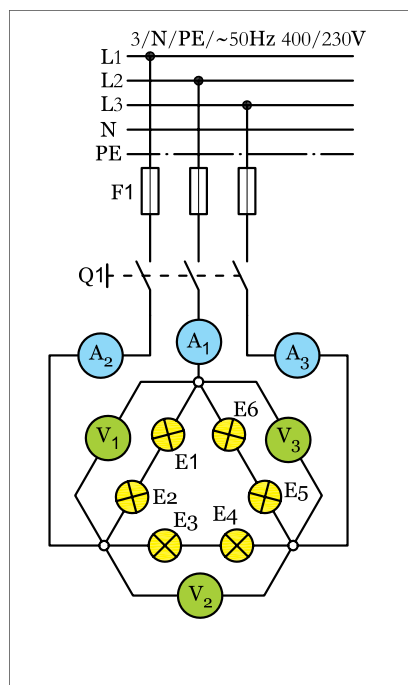 3/N/PE/~50Hz 400/230V
L1
L2
L3
N
PE
F1
Q1
A₁
A₂
A₃
E6
V₁
V₃
E1
E5
E2
E3
E4
V₂